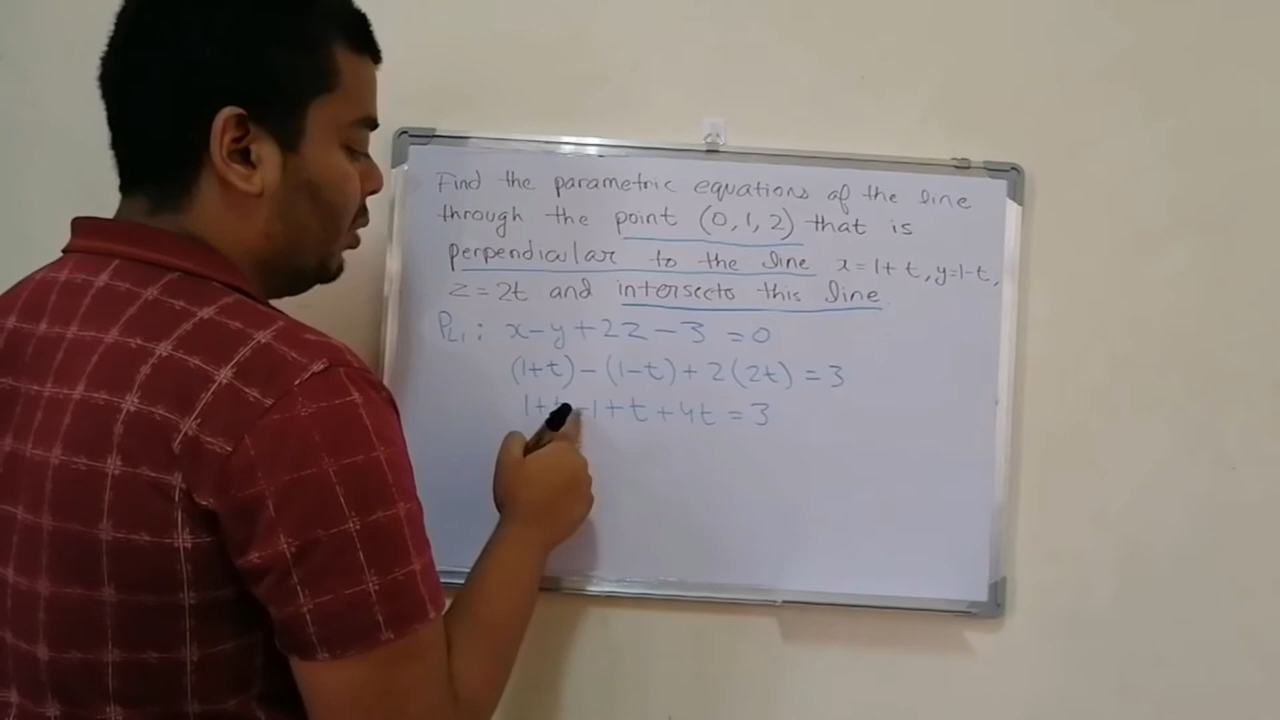 Find the parametric equations of the line
through the point (0,1,2) that is
perpendicular to the line x=1+t, y=1-t,
z=2t and intersects this line.
PL1: x-y+2z-3=0
(1+t)-(1-t)+2(2t)=3
1+t-1+t+4t=3